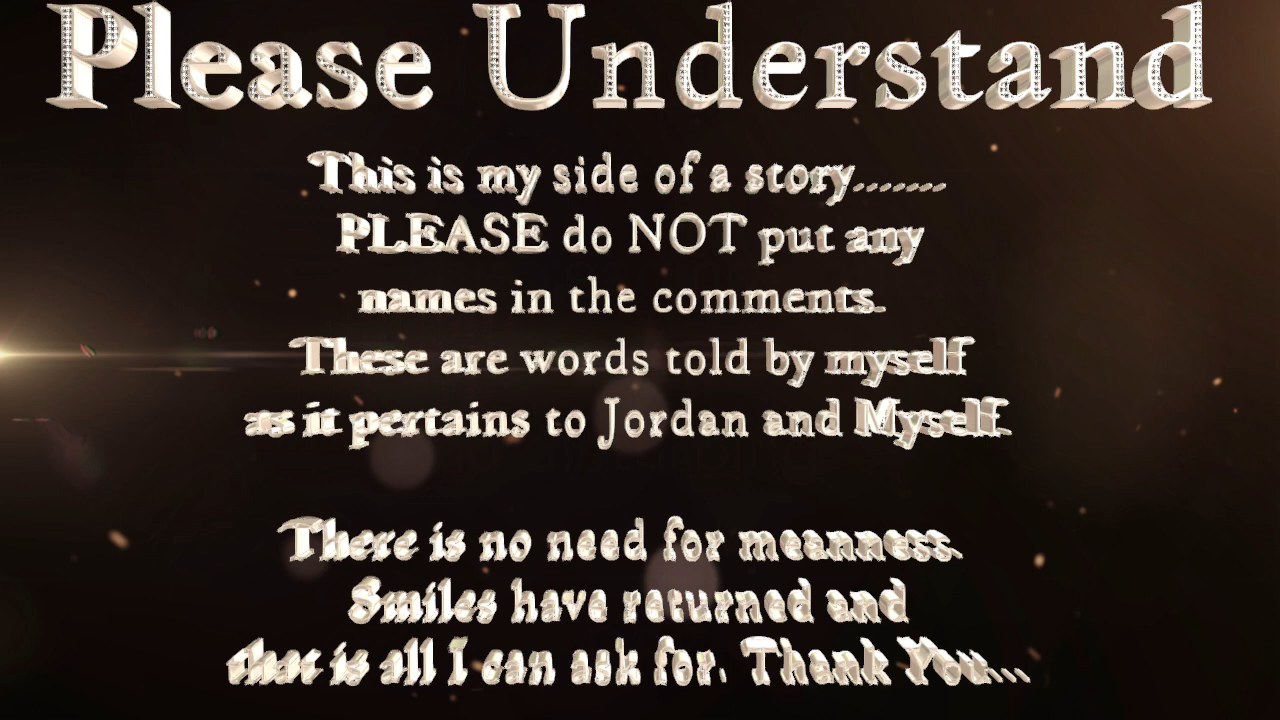 Please Understand
This is my side of a story.......
PLEASE do NOT put any
names in the comments.
These are words told by myself
as it pertains to Jordan and Myself.
There is no need for meanness.
Smiles have returned and
that is all I can ask for. Thank You...